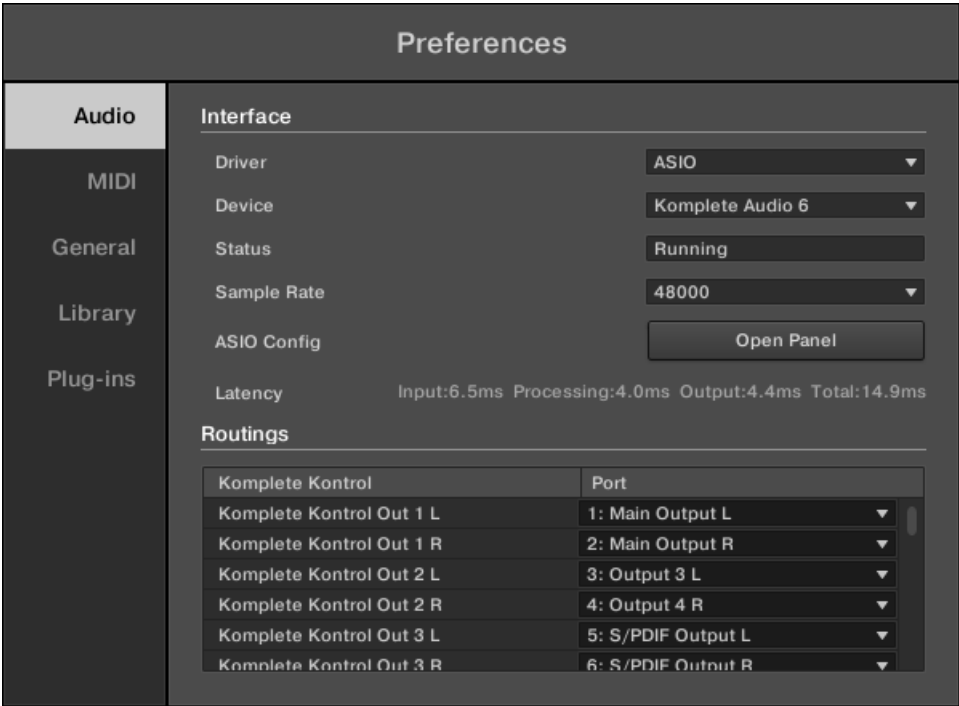 Preferences
Audio
MIDI
General
Library
Plug-ins
Interface
Driver ASIO
Device Komplete Audio 6
Status Running
Sample Rate 48000
ASIO Config Open Panel
Latency Input:6.5ms Processing:4.0ms Output:4.4ms Total:14.9ms
Routings
Komplete Kontrol Port
Komplete Kontrol Out 1 L 1: Main Output L
Komplete Kontrol Out 1 R 2: Main Output R
Komplete Kontrol Out 2 L 3: Output 3 L
Komplete Kontrol Out 2 R 4: Output 4 R
Komplete Kontrol Out 3 L 5: S/PDIF Output L
Komplete Kontrol Out 3 R 6: S/PDIF Output R